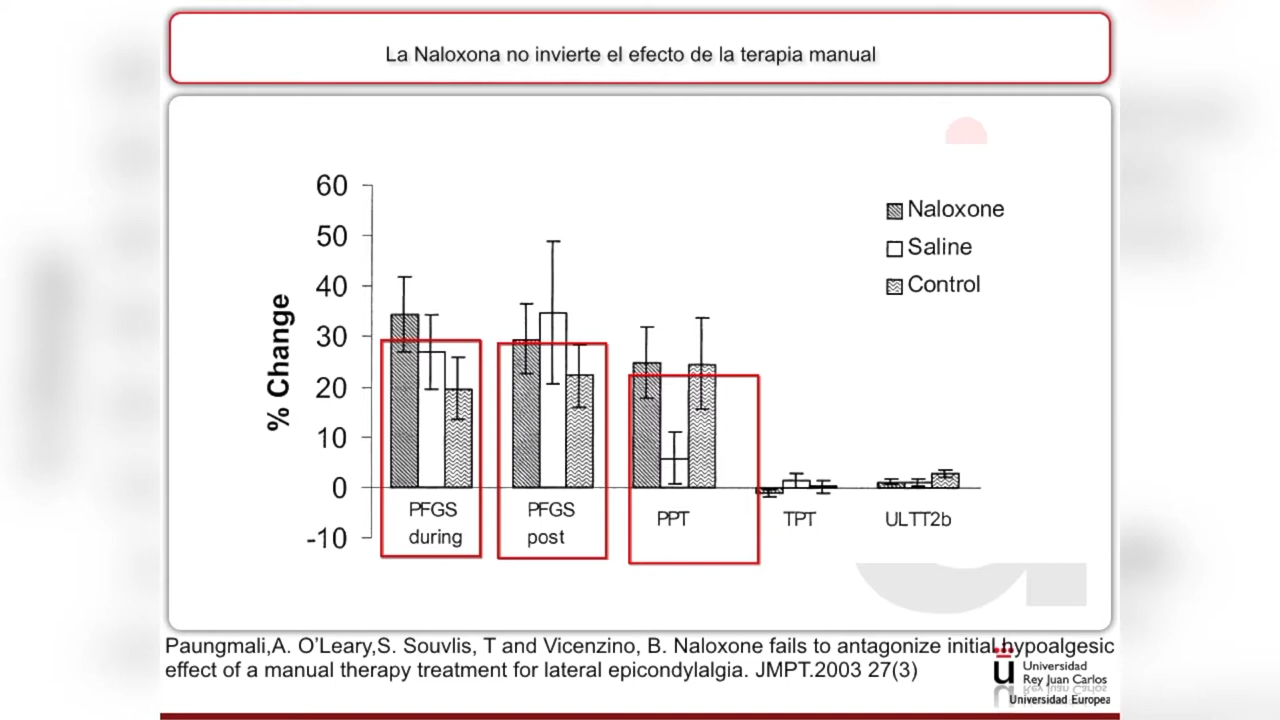 La Naloxona no invierte el efecto de la terapia manual
60
50
40
30
20
10
0
-10
% Change
Naloxone
Saline
Control
PFGS during
PFGS post
PPT
TPT
ULTT2b
Paungmali,A. O'Leary,S. Souvlis, T and Vicenzino, B. Naloxone fails to antagonize initial hypoalgesic
effect of a manual therapy treatment for lateral epicondylalgia. JMPT.2003 27(3)
Universidad
Rey Juan Carlos
Universidad Europea